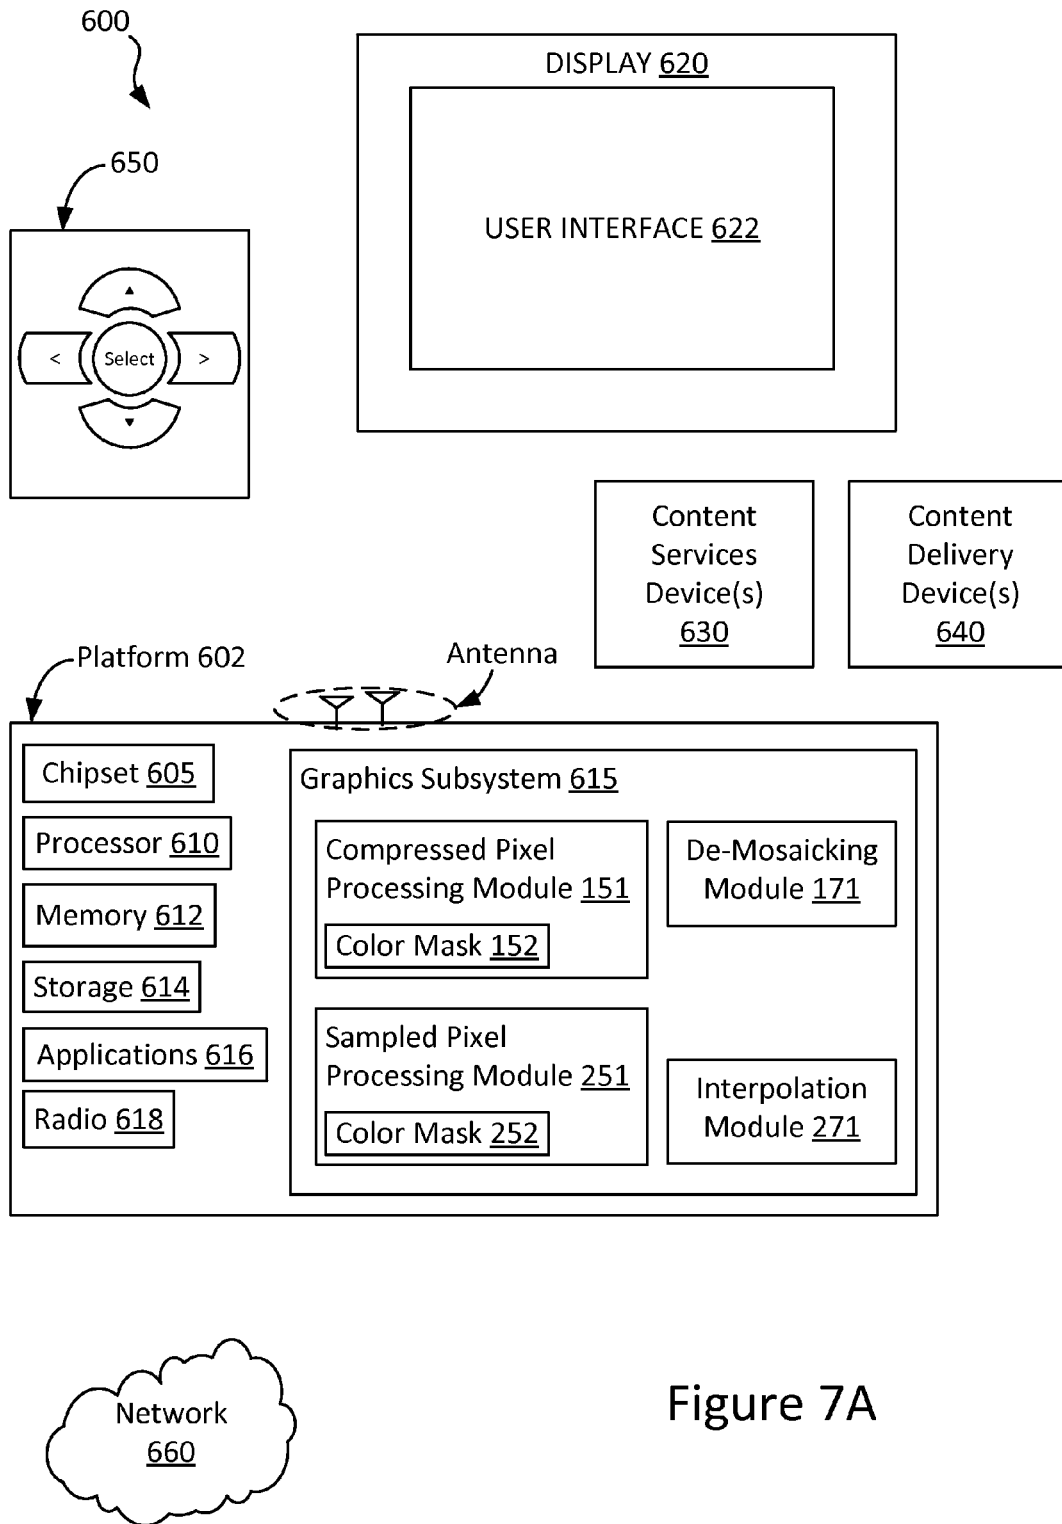 600
DISPLAY 620
650
USER INTERFACE 622
<
Select
>
Content
Services
Device(s)
630
Content
Delivery
Device(s)
640
Platform 602
Antenna
Chipset 605
Processor 610
Memory 612
Storage 614
Applications 616
Radio 618
Graphics Subsystem 615
Compressed Pixel
Processing Module 151
Color Mask 152
De-Mosaicking
Module 171
Sampled Pixel
Processing Module 251
Color Mask 252
Interpolation
Module 271
Network
660
Figure 7A